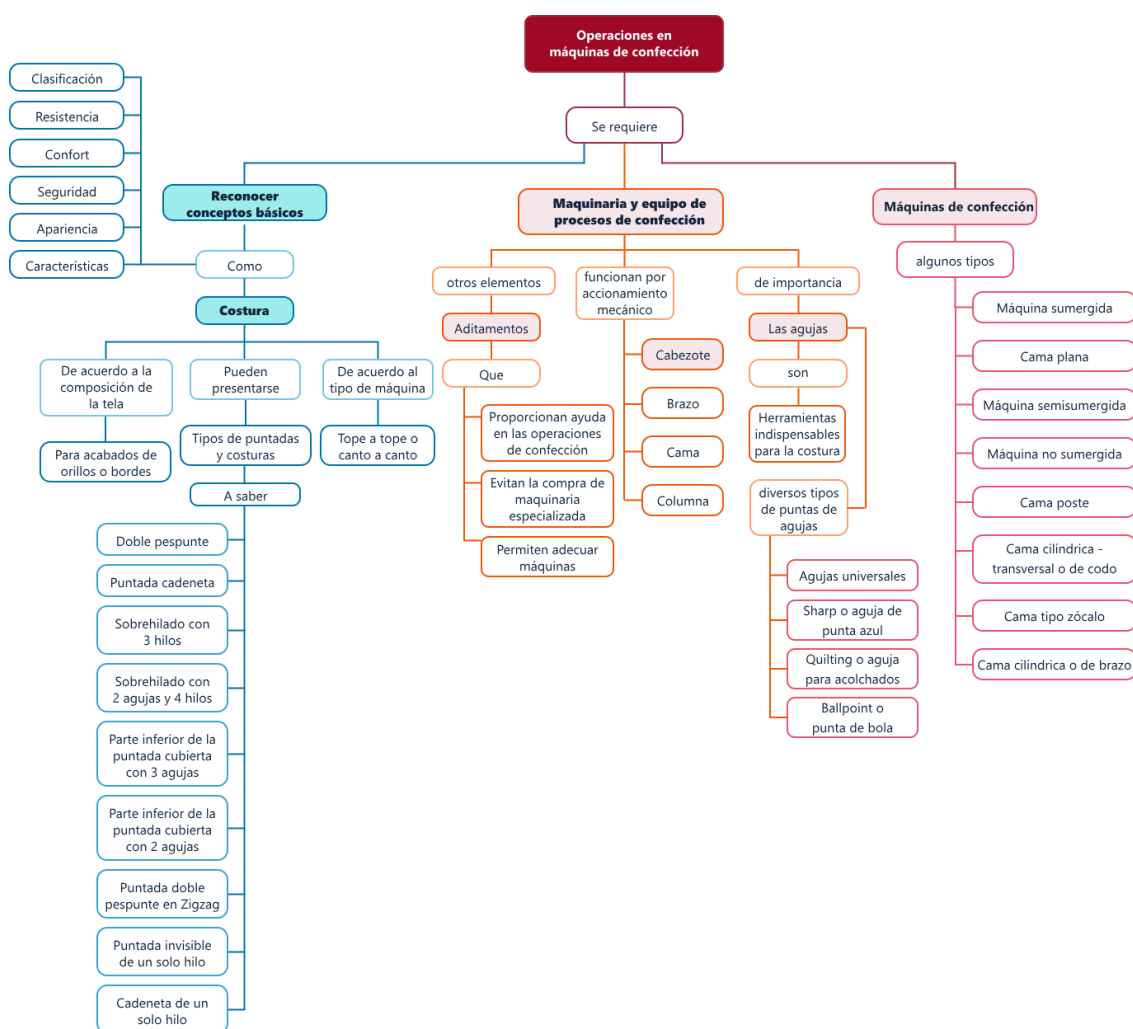 Operaciones en
máquinas de confección
Se requiere
Clasificación
Resistencia
Confort
Seguridad
Apariencia
Características
Reconocer
conceptos básicos
Como
Costura
De acuerdo a la
composición de
la tela
Para acabados de
orillos o bordes
Pueden
presentarse
Tipos de puntadas
y costuras
A saber
De acuerdo al
tipo de máquina
Tope a tope o
canto a canto
Doble pespunte
Puntada cadeneta
Sobrehilado con
3 hilos
Sobrehilado con
2 agujas y 4 hilos
Parte inferior de la
puntada cubierta
con 3 agujas
Parte inferior de la
puntada cubierta
con 2 agujas
Puntada doble
pespunte en Zigzag
Puntada invisible
de un solo hilo
Cadeneta de un
solo hilo
Maquinaria y equipo de
procesos de confección
otros elementos
Aditamentos
Que
Proporcionan ayuda
en las operaciones
de confección
Evitan la compra de
maquinaria
especializada
Permiten adecuar
máquinas
funcionan por
accionamiento
mecánico
Cabezote
Brazo
Cama
Columna
de importancia
Las agujas
son
Herramientas
indispensables
para la costura
diversos tipos
de puntas de
agujas
Agujas universales
Sharp o aguja de
punta azul
Quilting o aguja
para acolchados
Ballpoint o
punta de bola
Máquinas de confección
algunos tipos
Máquina sumergida
Cama plana
Máquina semisumergida
Máquina no sumergida
Cama poste
Cama cilíndrica -
transversal o de codo
Cama tipo zócalo
Cama cilíndrica o de brazo